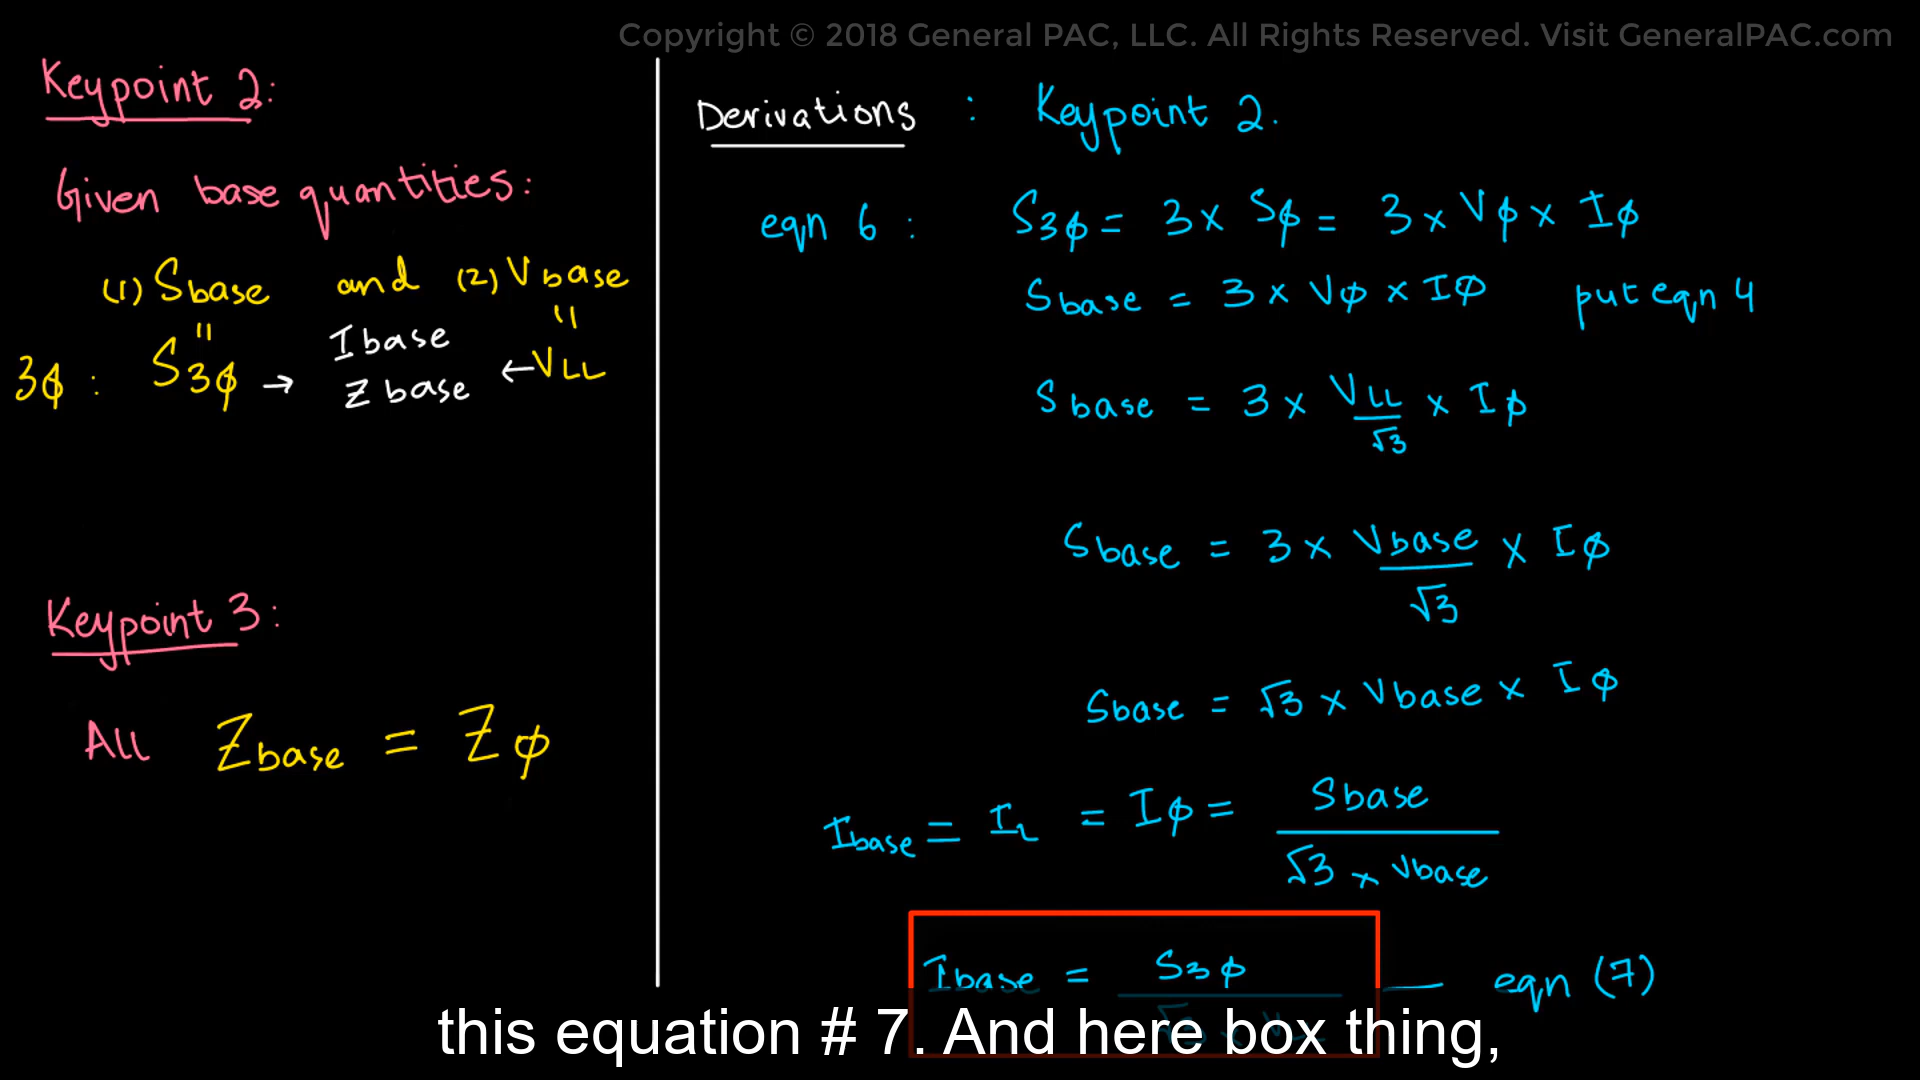 Copyright © 2018 General PAC, LLC. All Rights Reserved. Visit GeneralPAC.com
Keypoint 2:
Given base quantities:
(1) Sbase and (2) Vbase
" "
3ϕ : S3ϕ → Ibase Zbase ← VLL
Keypoint 3:
All Zbase = Zϕ
Derivations : Keypoint 2.
eqn 6 : S3ϕ = 3 x Sϕ = 3 x Vϕ x Iϕ
Sbase = 3 x Vϕ x Iϕ put eqn 4
Sbase = 3 x VLL/√3 x Iϕ
Sbase = 3 x Vbase/√3 x Iϕ
Sbase = √3 x Vbase x Iϕ
Ibase = IL = Iϕ = Sbase / √3 x Vbase
Ibase = S3ϕ — eqn (7)
this equation # 7. And here box thing,